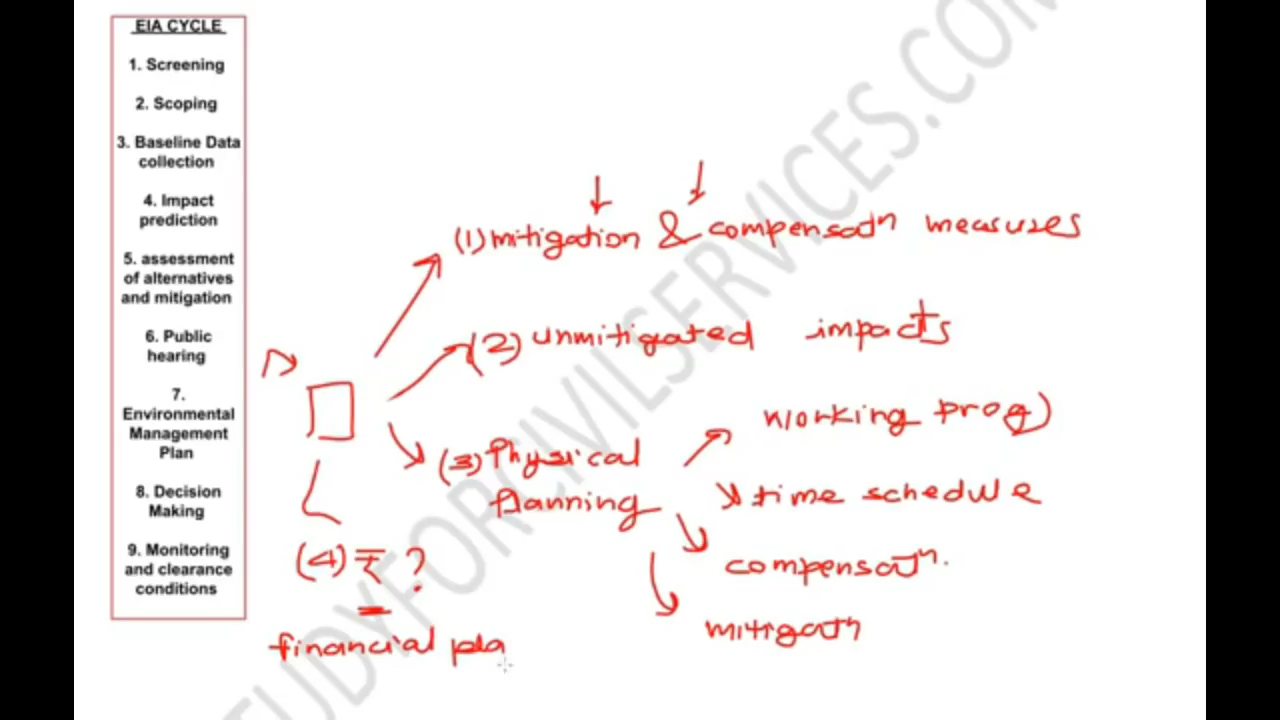 EIA CYCLE
1. Screening
2. Scoping
3. Baseline Data
collection
4. Impact
prediction
5. assessment
of alternatives
and mitigation
6. Public
hearing
7.
Environmental
Management
Plan
8. Decision
Making
9. Monitoring
and clearance
conditions
(1) mitigation & compensatn measures
(2) unmitigated impacts
(3) Physical
Planning
working prog)
time schedule
compensatn.
mitigatn
(4) ₹ ?
financial pla
STUDYFORCIVILSERVICES.COM